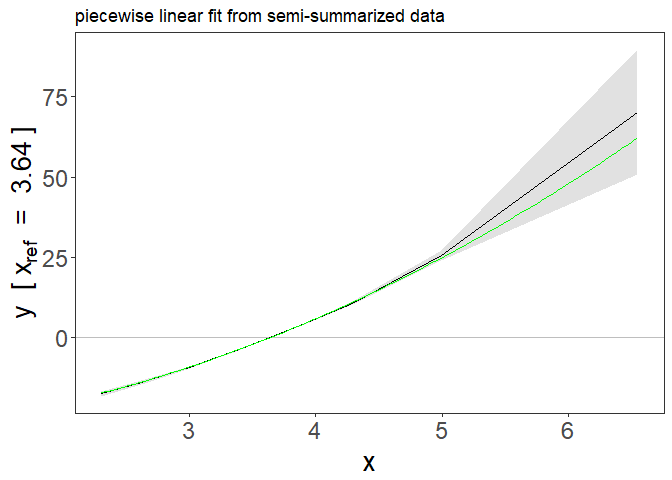 piecewise linear fit from semi-summarized data
75
50
25
0
y [ xref = 3.64 ]
3 4 5 6
x